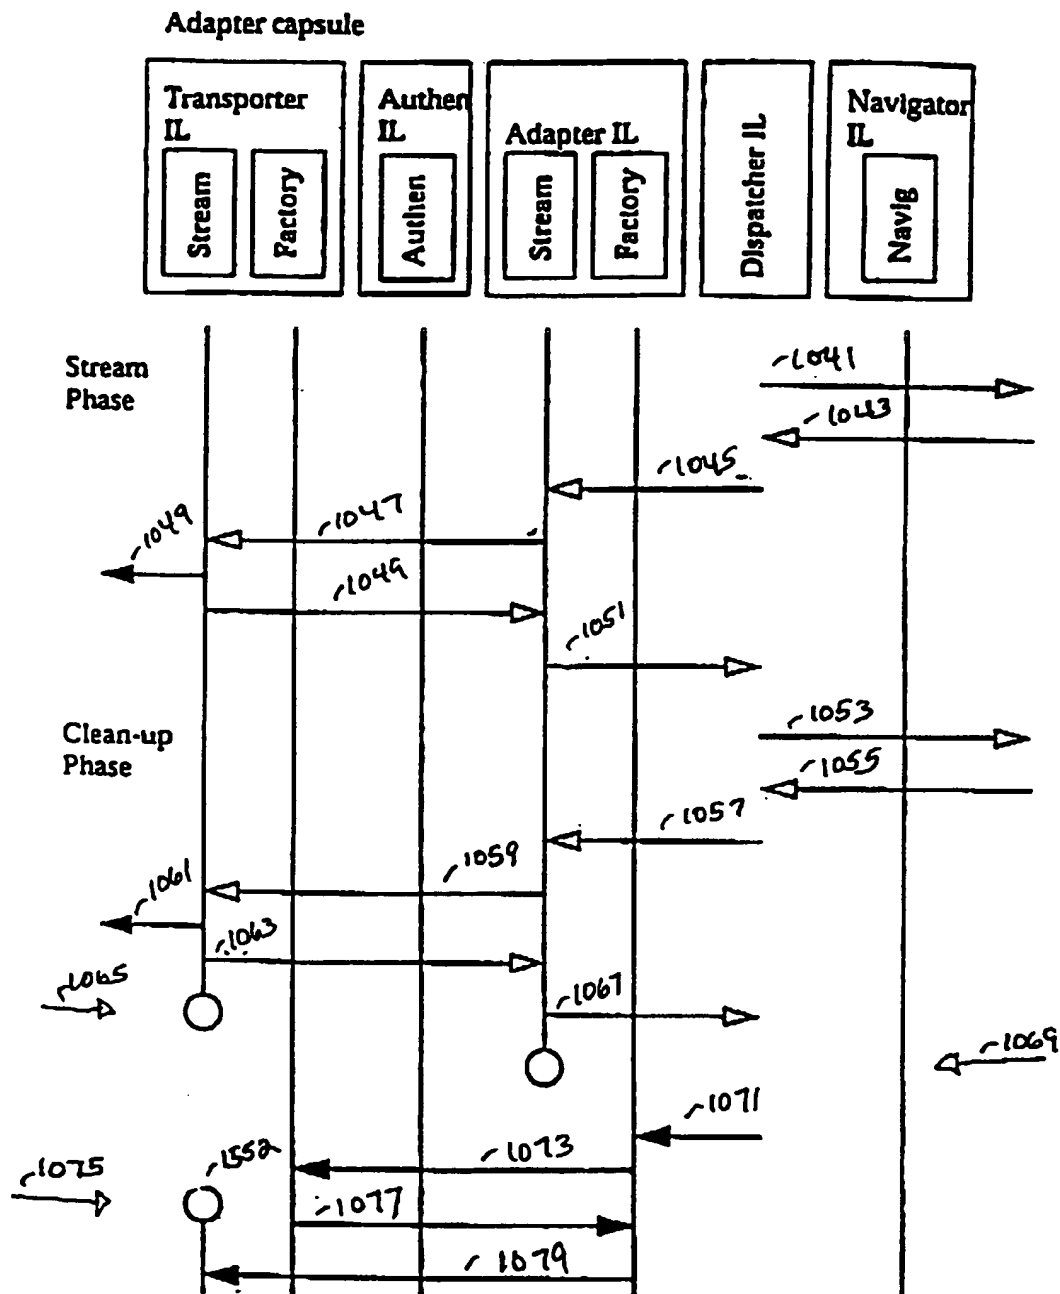 Adapter capsule
Transporter
IL
Stream
Factory
Authen
IL
Authen
Adapter IL
Stream
Factory
Dispatcher IL
Navigator
IL
Navig
Stream
Phase
1041
1043
1045
1047
1049
1049
1051
Clean-up
Phase
1053
1055
1057
1059
1061
1063
1065
1067
1069
1071
1552
1073
1075
1077
1079